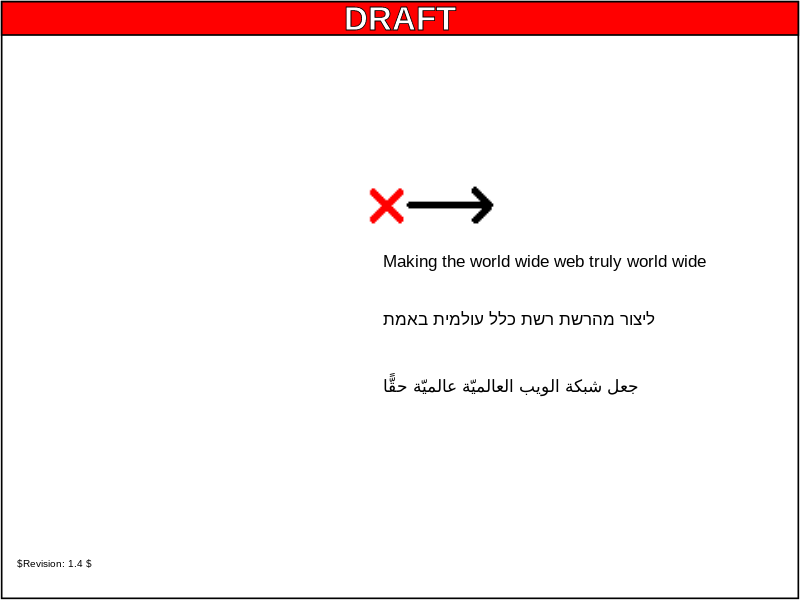 DRAFT
Making the world wide web truly world wide
ליצור מהרשת רשת כלל עולמית באמת
جعل شبكة الويب العالميّة عالميّة حقًّا
$Revision: 1.4 $